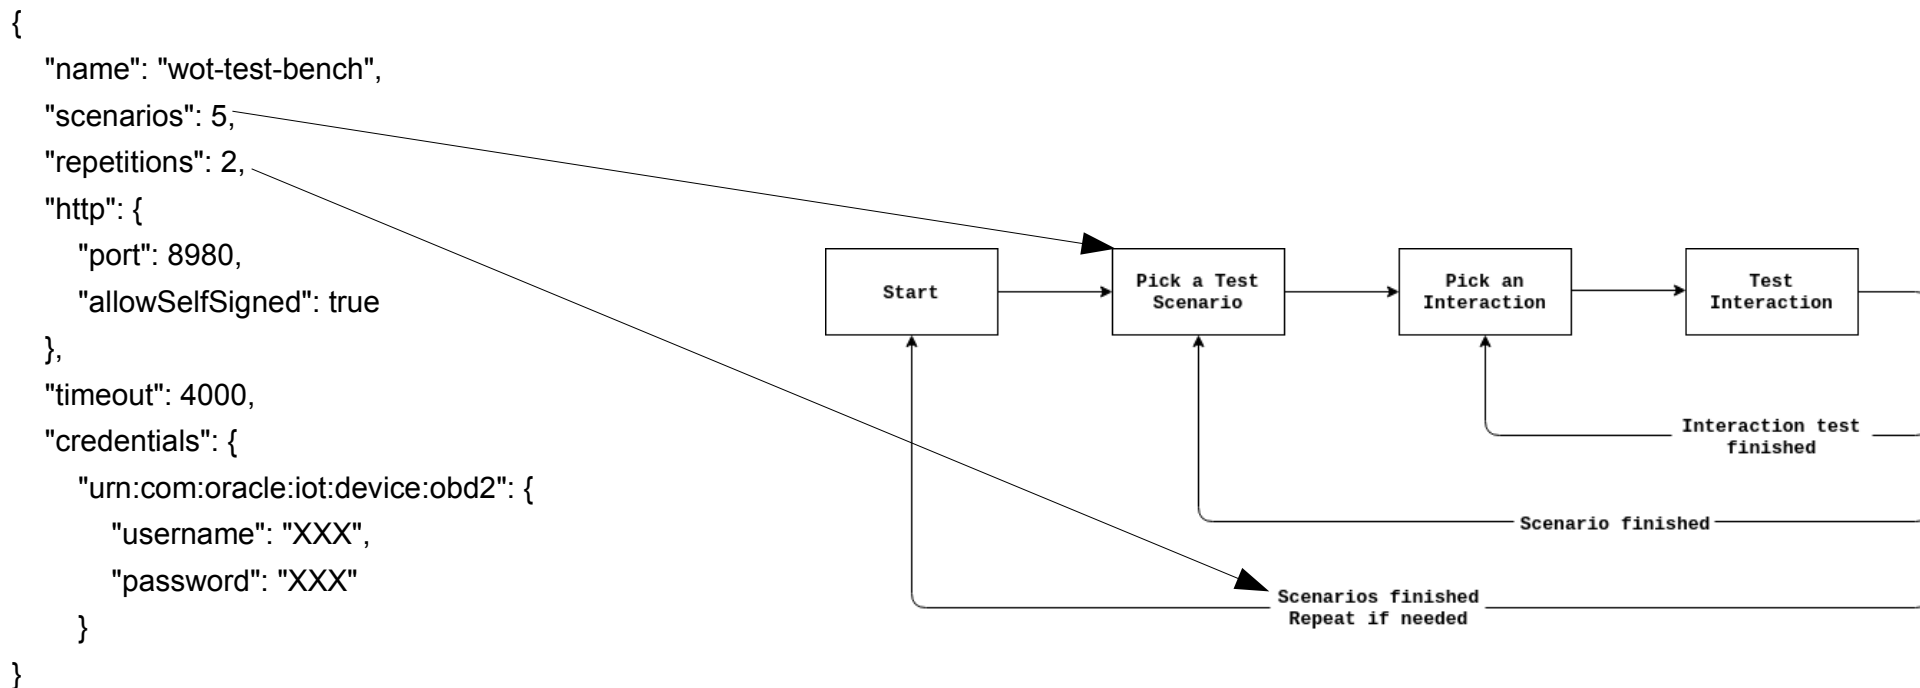 {
"name": "wot-test-bench",
"scenarios": 5,
"repetitions": 2,
"http": {
"port": 8980,
"allowSelfSigned": true
},
"timeout": 4000,
"credentials": {
"urn:com:oracle:iot:device:obd2": {
"username": "XXX",
"password": "XXX"
}
}
Start
Pick a Test
Scenario
Pick an
Interaction
Test
Interaction
Interaction test
finished
Scenario finished
Scenarios finished
Repeat if needed